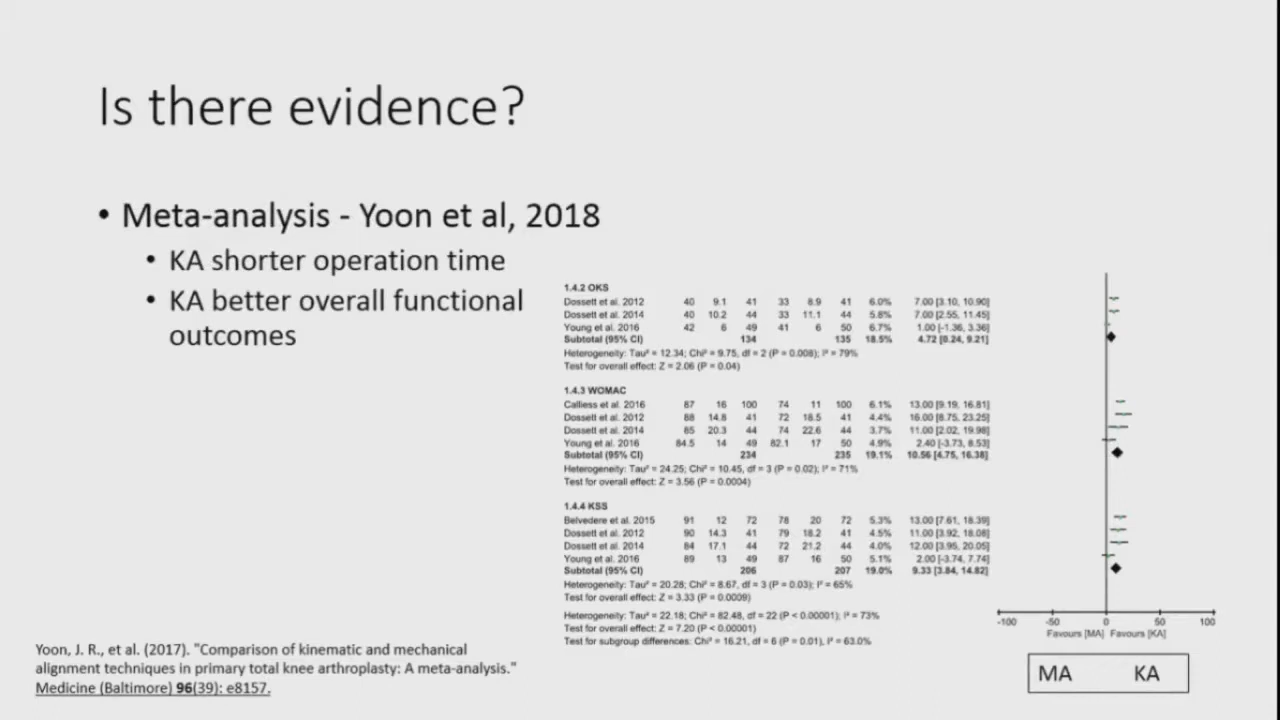 Is there evidence?
• Meta-analysis - Yoon et al, 2018
• KA shorter operation time
• KA better overall functional
outcomes
1.4.2 OKS
Dossett et al. 2012 40 9.1 41 33 8.9 41 6.0% 7.00 [3.10, 10.90]
Dossett et al. 2014 40 10.2 44 33 11.1 44 5.8% 7.00 [2.55, 11.45]
Young et al. 2016 42 6 49 41 6 50 6.7% 1.00 [-1.36, 3.36]
Subtotal (95% CI) 134 135 18.5% 4.72 [0.24, 9.21]
Heterogeneity: Tau² = 12.34; Chi² = 9.75, df = 2 (P = 0.008); I² = 79%
Test for overall effect: Z = 2.06 (P = 0.04)
1.4.3 WOMAC
Calliess et al. 2016 87 16 100 74 11 100 6.1% 13.00 [9.19, 16.81]
Dossett et al. 2012 88 14.8 41 72 18.5 41 4.4% 16.00 [8.75, 23.25]
Dossett et al. 2014 85 20.3 44 74 22.6 44 3.7% 11.00 [2.02, 19.98]
Young et al. 2016 84.5 14 49 82.1 17 50 4.9% 2.40 [-3.73, 8.53]
Subtotal (95% CI) 234 235 19.1% 10.56 [4.75, 16.38]
Heterogeneity: Tau² = 24.25; Chi² = 10.45, df = 3 (P = 0.02); I² = 71%
Test for overall effect: Z = 3.56 (P = 0.0004)
1.4.4 KSS
Belvedere et al. 2015 91 12 72 78 20 72 5.3% 13.00 [7.61, 18.39]
Dossett et al. 2012 90 14.3 41 79 18.2 41 4.5% 11.00 [3.92, 18.08]
Dossett et al. 2014 84 17.1 44 72 21.2 44 4.0% 12.00 [3.95, 20.05]
Young et al. 2016 89 13 49 87 16 50 5.1% 2.00 [-3.74, 7.74]
Subtotal (95% CI) 206 207 19.0% 9.33 [3.84, 14.82]
Heterogeneity: Tau² = 20.28; Chi² = 8.67, df = 3 (P = 0.03); I² = 65%
Test for overall effect: Z = 3.33 (P = 0.0009)
Heterogeneity: Tau² = 22.18; Chi² = 82.48, df = 22 (P < 0.00001); I² = 73%
Test for overall effect: Z = 7.20 (P < 0.00001)
Test for subgroup differences: Chi² = 16.21, df = 6 (P = 0.01), I² = 63.0%
-100 -50 0 50 100
Favours [MA] Favours [KA]
MA KA
Yoon, J. R., et al. (2017). "Comparison of kinematic and mechanical
alignment techniques in primary total knee arthroplasty: A meta-analysis."
Medicine (Baltimore) 96(39): e8157.